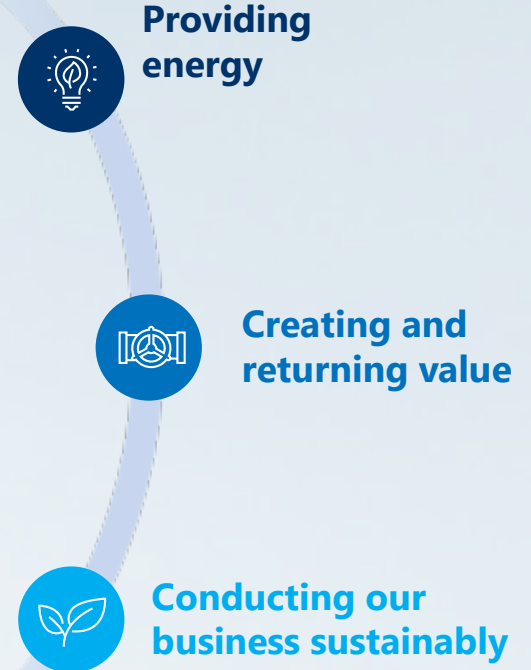 Providing
energy
Creating and
returning value
Conducting our
business sustainably